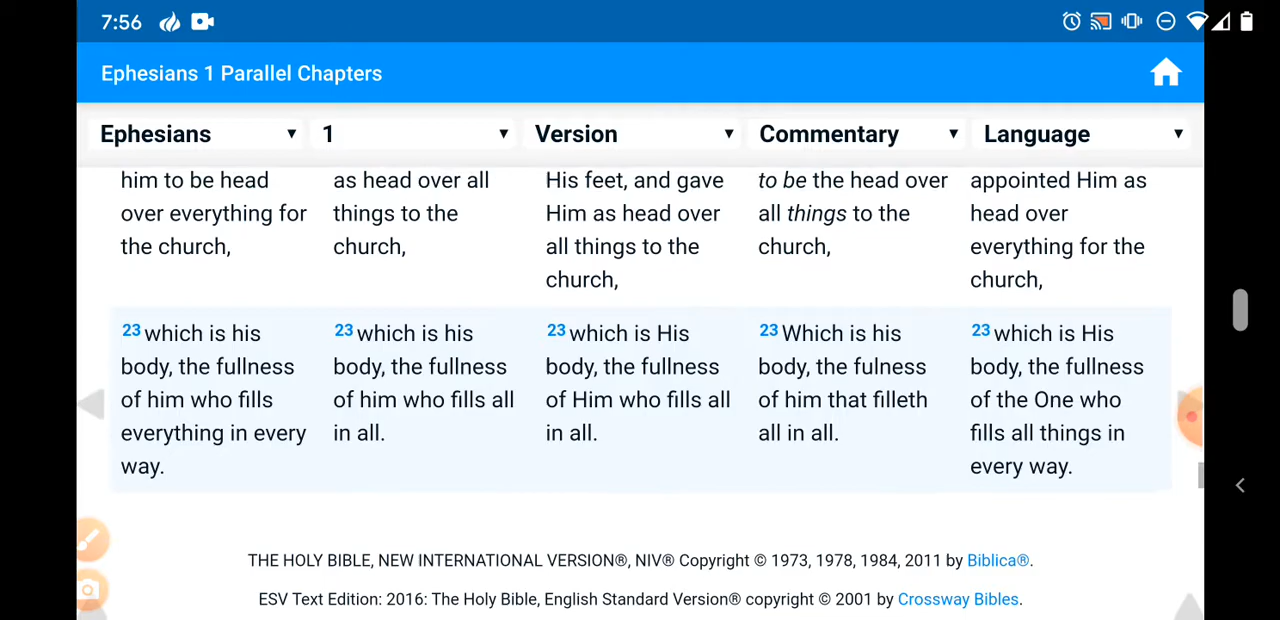 7:56
Ephesians 1 Parallel Chapters
Ephesians 1 Version Commentary Language
him to be head
over everything for
the church,
as head over all
things to the
church,
His feet, and gave
Him as head over
all things to the
church,
to be the head over
all things to the
church,
appointed Him as
head over
everything for the
church,
23 which is his
body, the fullness
of him who fills
everything in every
way.
23 which is his
body, the fullness
of him who fills all
in all.
23 which is His
body, the fullness
of Him who fills all
in all.
23 Which is his
body, the fulness
of him that filleth
all in all.
23 which is His
body, the fullness
of the One who
fills all things in
every way.
THE HOLY BIBLE, NEW INTERNATIONAL VERSION®, NIV® Copyright © 1973, 1978, 1984, 2011 by Biblica®.
ESV Text Edition: 2016: The Holy Bible, English Standard Version® copyright © 2001 by Crossway Bibles.